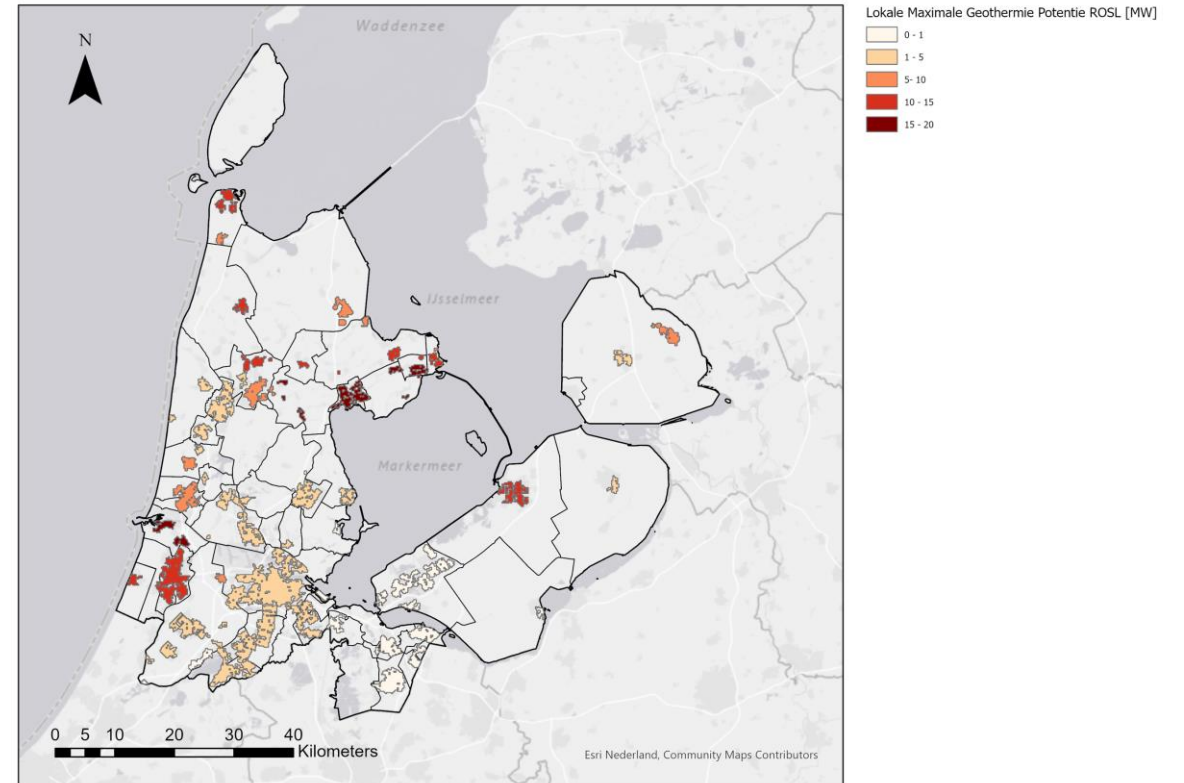 Lokale Maximale Geothermie Potentie ROSL [MW]
0 - 1
1 - 5
5- 10
10 - 15
15 - 20
Waddenzee
N
IJsselmeer
Markermeer
0 5 10 20 30 40
Kilometers
Esri Nederland, Community Maps Contributors